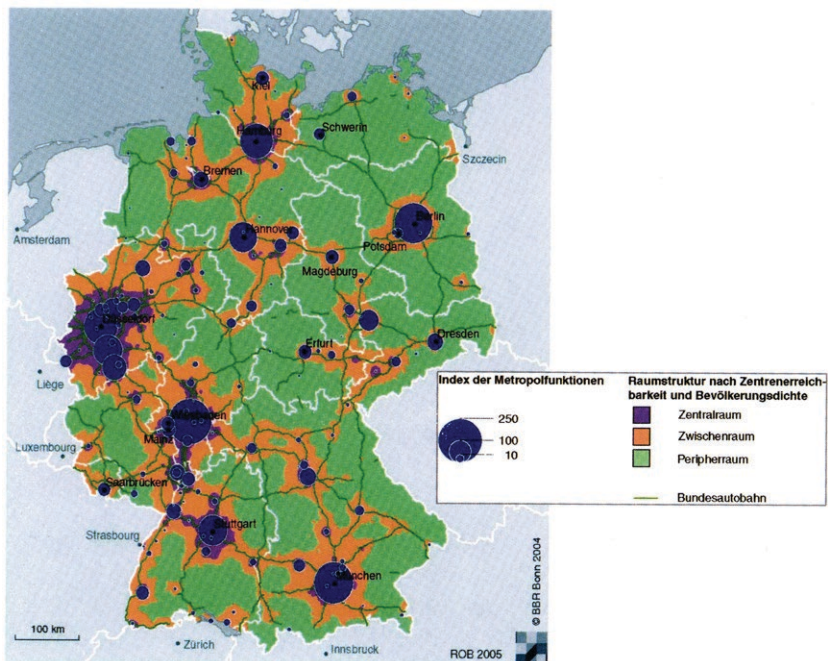 Kiel
Hamburg
Schwerin
Szczecin
Bremen
Amsterdam
Hannover
Berlin
Potsdam
Magdeburg
Düsseldorf
Erfurt
Dresden
Liège
Wiesbaden
Mainz
Luxembourg
Saarbrücken
Stuttgart
Strasbourg
München
Zürich
Innsbruck
100 km
ROB 2005
© BBR Bonn 2004
Index der Metropolfunktionen
250
100
10
Raumstruktur nach Zentrenerreich-
barkeit und Bevölkerungsdichte
Zentralraum
Zwischenraum
Peripherraum
Bundesautobahn